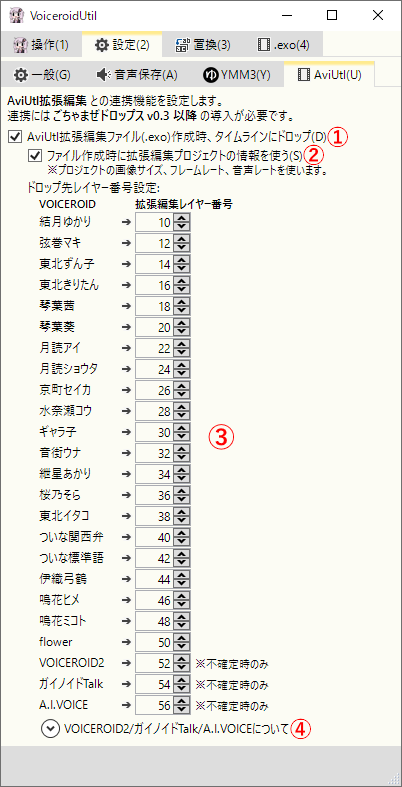 VoiceroidUtil
操作(1) 設定(2) 置換(3) .exo(4)
一般(G) 音声保存(A) ゆ YMM3(Y) AviUtl(U)
AviUtl拡張編集 との連携機能を設定します。
連携には ごちゃまぜドロップス v0.3 以降 の導入が必要です。
AviUtl拡張編集ファイル(.exo)作成時、タイムラインにドロップ(D) ①
ファイル作成時に拡張編集プロジェクトの情報を使う(S) ②
※プロジェクトの画像サイズ、フレームレート、音声レートを使います。
ドロップ先レイヤー番号設定:
VOICEROID 拡張編集レイヤー番号
結月ゆかり ➔ 10
弦巻マキ ➔ 12
東北ずん子 ➔ 14
東北きりたん ➔ 16
琴葉茜 ➔ 18
琴葉葵 ➔ 20
月読アイ ➔ 22
月読ショウタ ➔ 24
京町セイカ ➔ 26
水奈瀬コウ ➔ 28
ギャラ子 ➔ 30
③
音街ウナ ➔ 32
紲星あかり ➔ 34
桜乃そら ➔ 36
東北イタコ ➔ 38
ついな関西弁 ➔ 40
ついな標準語 ➔ 42
伊織弓鶴 ➔ 44
鳴花ヒメ ➔ 46
鳴花ミコト ➔ 48
flower ➔ 50
VOICEROID2 ➔ 52 ※不確定時のみ
ガイノイドTalk ➔ 54 ※不確定時のみ
A.I.VOICE ➔ 56 ※不確定時のみ
VOICEROID2/ガイノイドTalk/A.I.VOICEについて ④